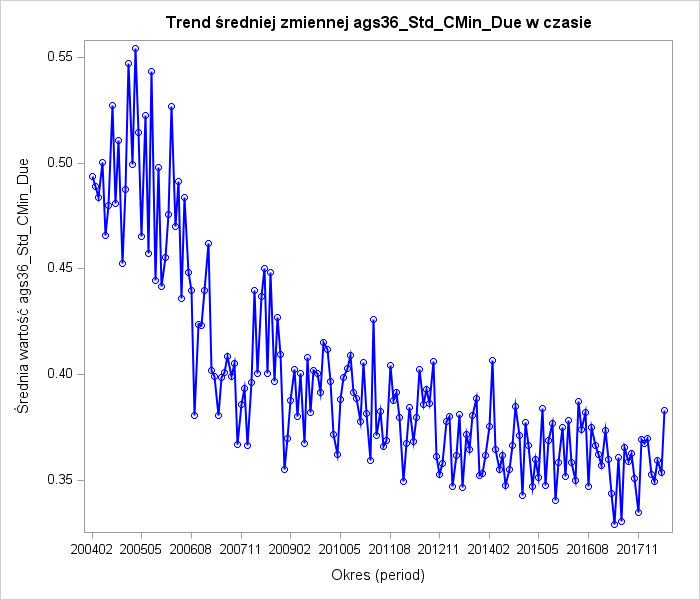 Trend średniej zmiennej ags36_Std_CMin_Due w czasie
Średnia wartość ags36_Std_CMin_Due
0.55
0.50
0.45
0.40
0.35
200402 200505 200608 200711 200902 201005 201108 201211 201402 201505 201608 201711
Okres (period)